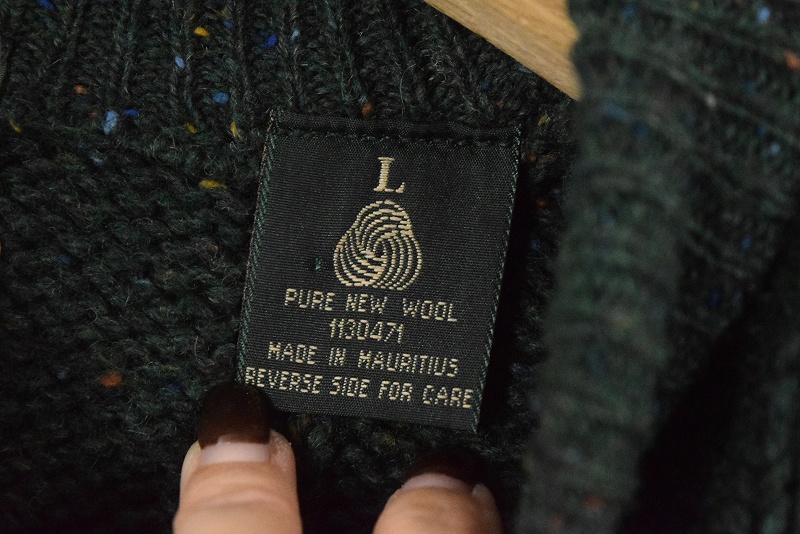 L
PURE NEW WOOL
1130471
MADE IN MAURITIUS
REVERSE SIDE FOR CARE